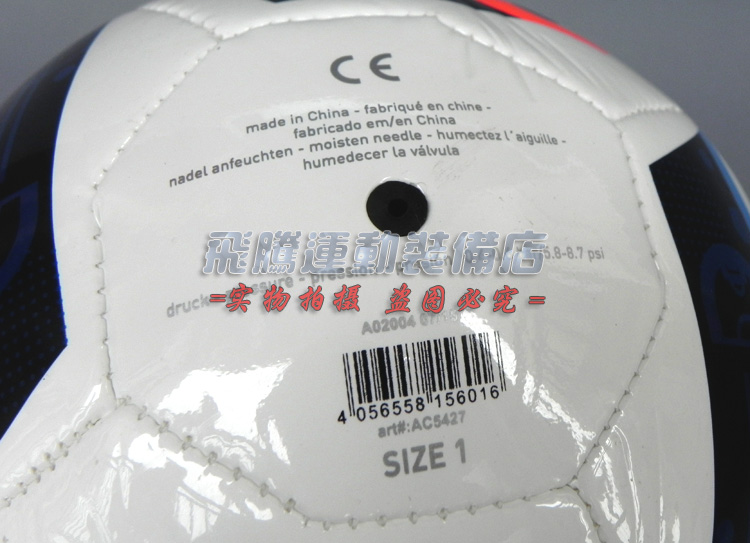 CE
made in China - fabriqué en chine -
fabricado em/en China
nadel anfeuchten - moisten needle - humectez l'aiguille -
humedecer la válvula
飛騰運動裝備店
5.8-8.7 psi
=实物拍摄 盗图必究=
A02004
4 056558 156016
art#:AC5427
SIZE 1